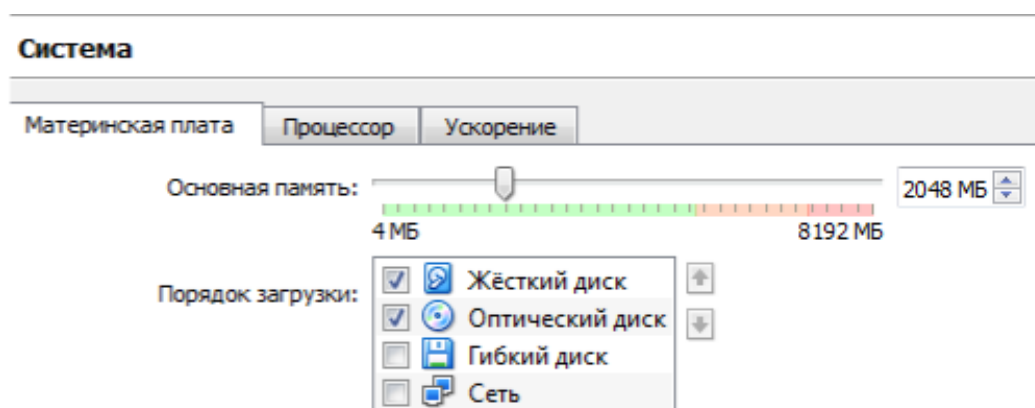 Система
Материнская плата Процессор Ускорение
Основная память: 2048 МБ
4 МБ 8192 МБ
Порядок загрузки: Жёсткий диск
Оптический диск
Гибкий диск
Сеть